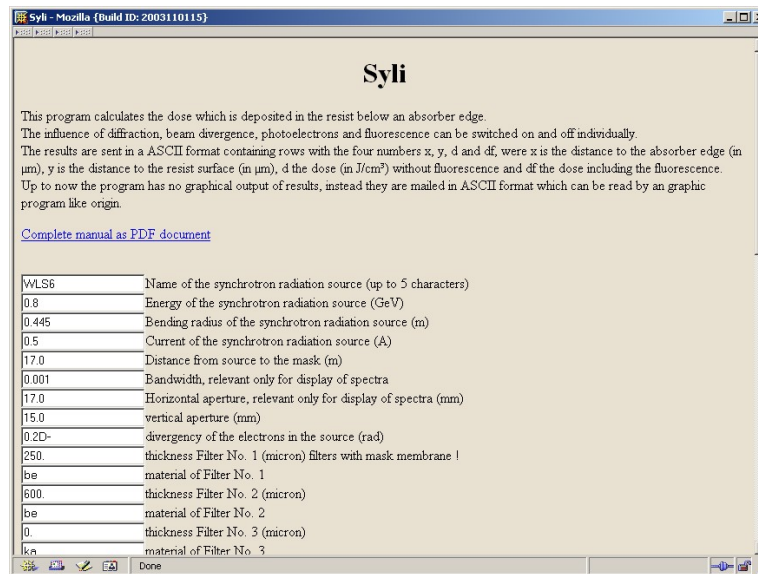 Syli - Mozilla {Build ID: 2003110115}
Syli
This program calculates the dose which is deposited in the resist below an absorber edge.
The influence of diffraction, beam divergence, photoelectrons and fluorescence can be switched on and off individually.
The results are sent in a ASCII format containing rows with the four numbers x, y, d and df, were x is the distance to the absorber edge (in
µm), y is the distance to the resist surface (in µm), d the dose (in J/cm³) without fluorescence and df the dose including the fluorescence.
Up to now the program has no graphical output of results, instead they are mailed in ASCII format which can be read by an graphic
program like origin.
Complete manual as PDF document
WLS6 Name of the synchrotron radiation source (up to 5 characters)
0.8 Energy of the synchrotron radiation source (GeV)
0.445 Bending radius of the synchrotron radiation source (m)
0.5 Current of the synchrotron radiation source (A)
17.0 Distance from source to the mask (m)
0.001 Bandwidth, relevant only for display of spectra
17.0 Horizontal aperture, relevant only for display of spectra (mm)
15.0 vertical aperture (mm)
0.2D- divergency of the electrons in the source (rad)
250. thickness Filter No. 1 (micron) filters with mask membrane !
be material of Filter No. 1
600. thickness Filter No. 2 (micron)
be material of Filter No. 2
0. thickness Filter No. 3 (micron)
ka material of Filter No. 3
Done